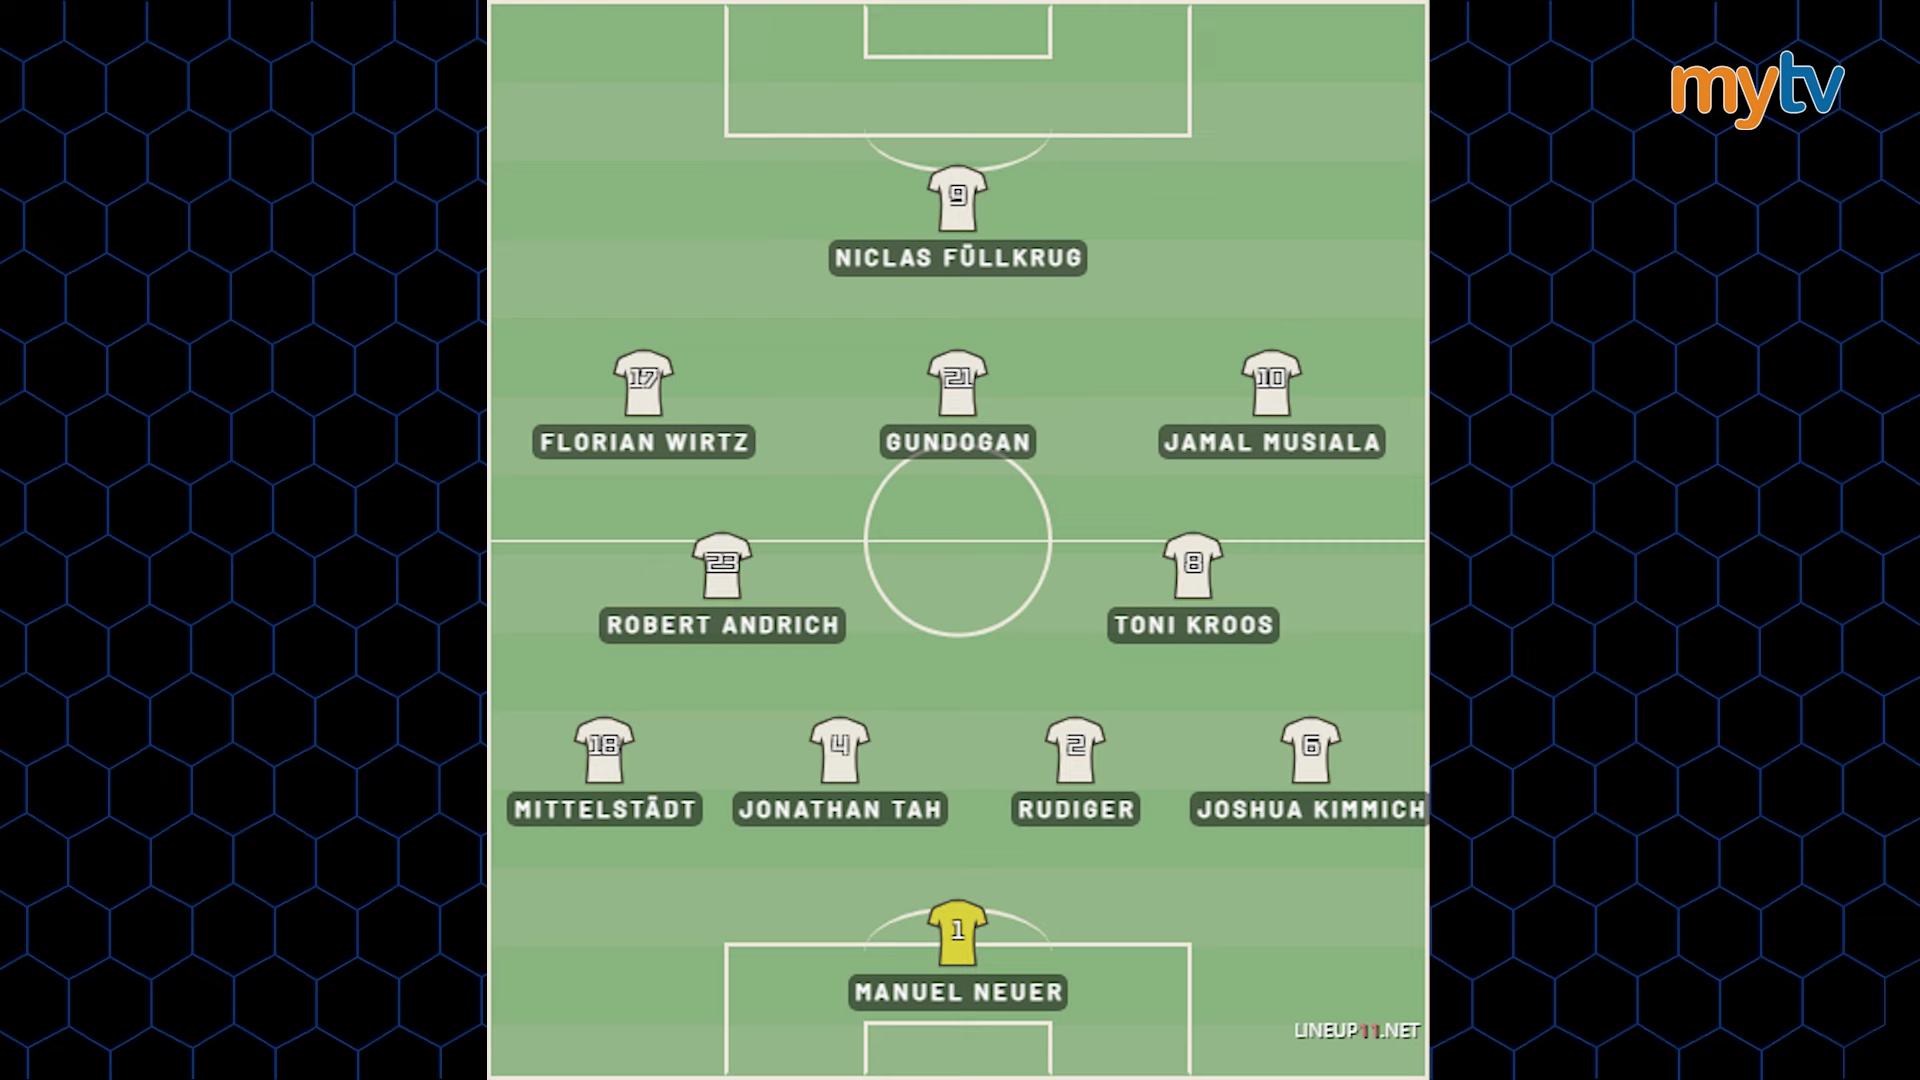 mytv
9
NICLAS FÜLLKRUG
17
21
10
FLORIAN WIRTZ
GUNDOGAN
JAMAL MUSIALA
23
8
ROBERT ANDRICH
TONI KROOS
18
4
2
6
MITTELSTÄDT
JONATHAN TAH
RUDIGER
JOSHUA KIMMICH
1
MANUEL NEUER
LINEUP11.NET